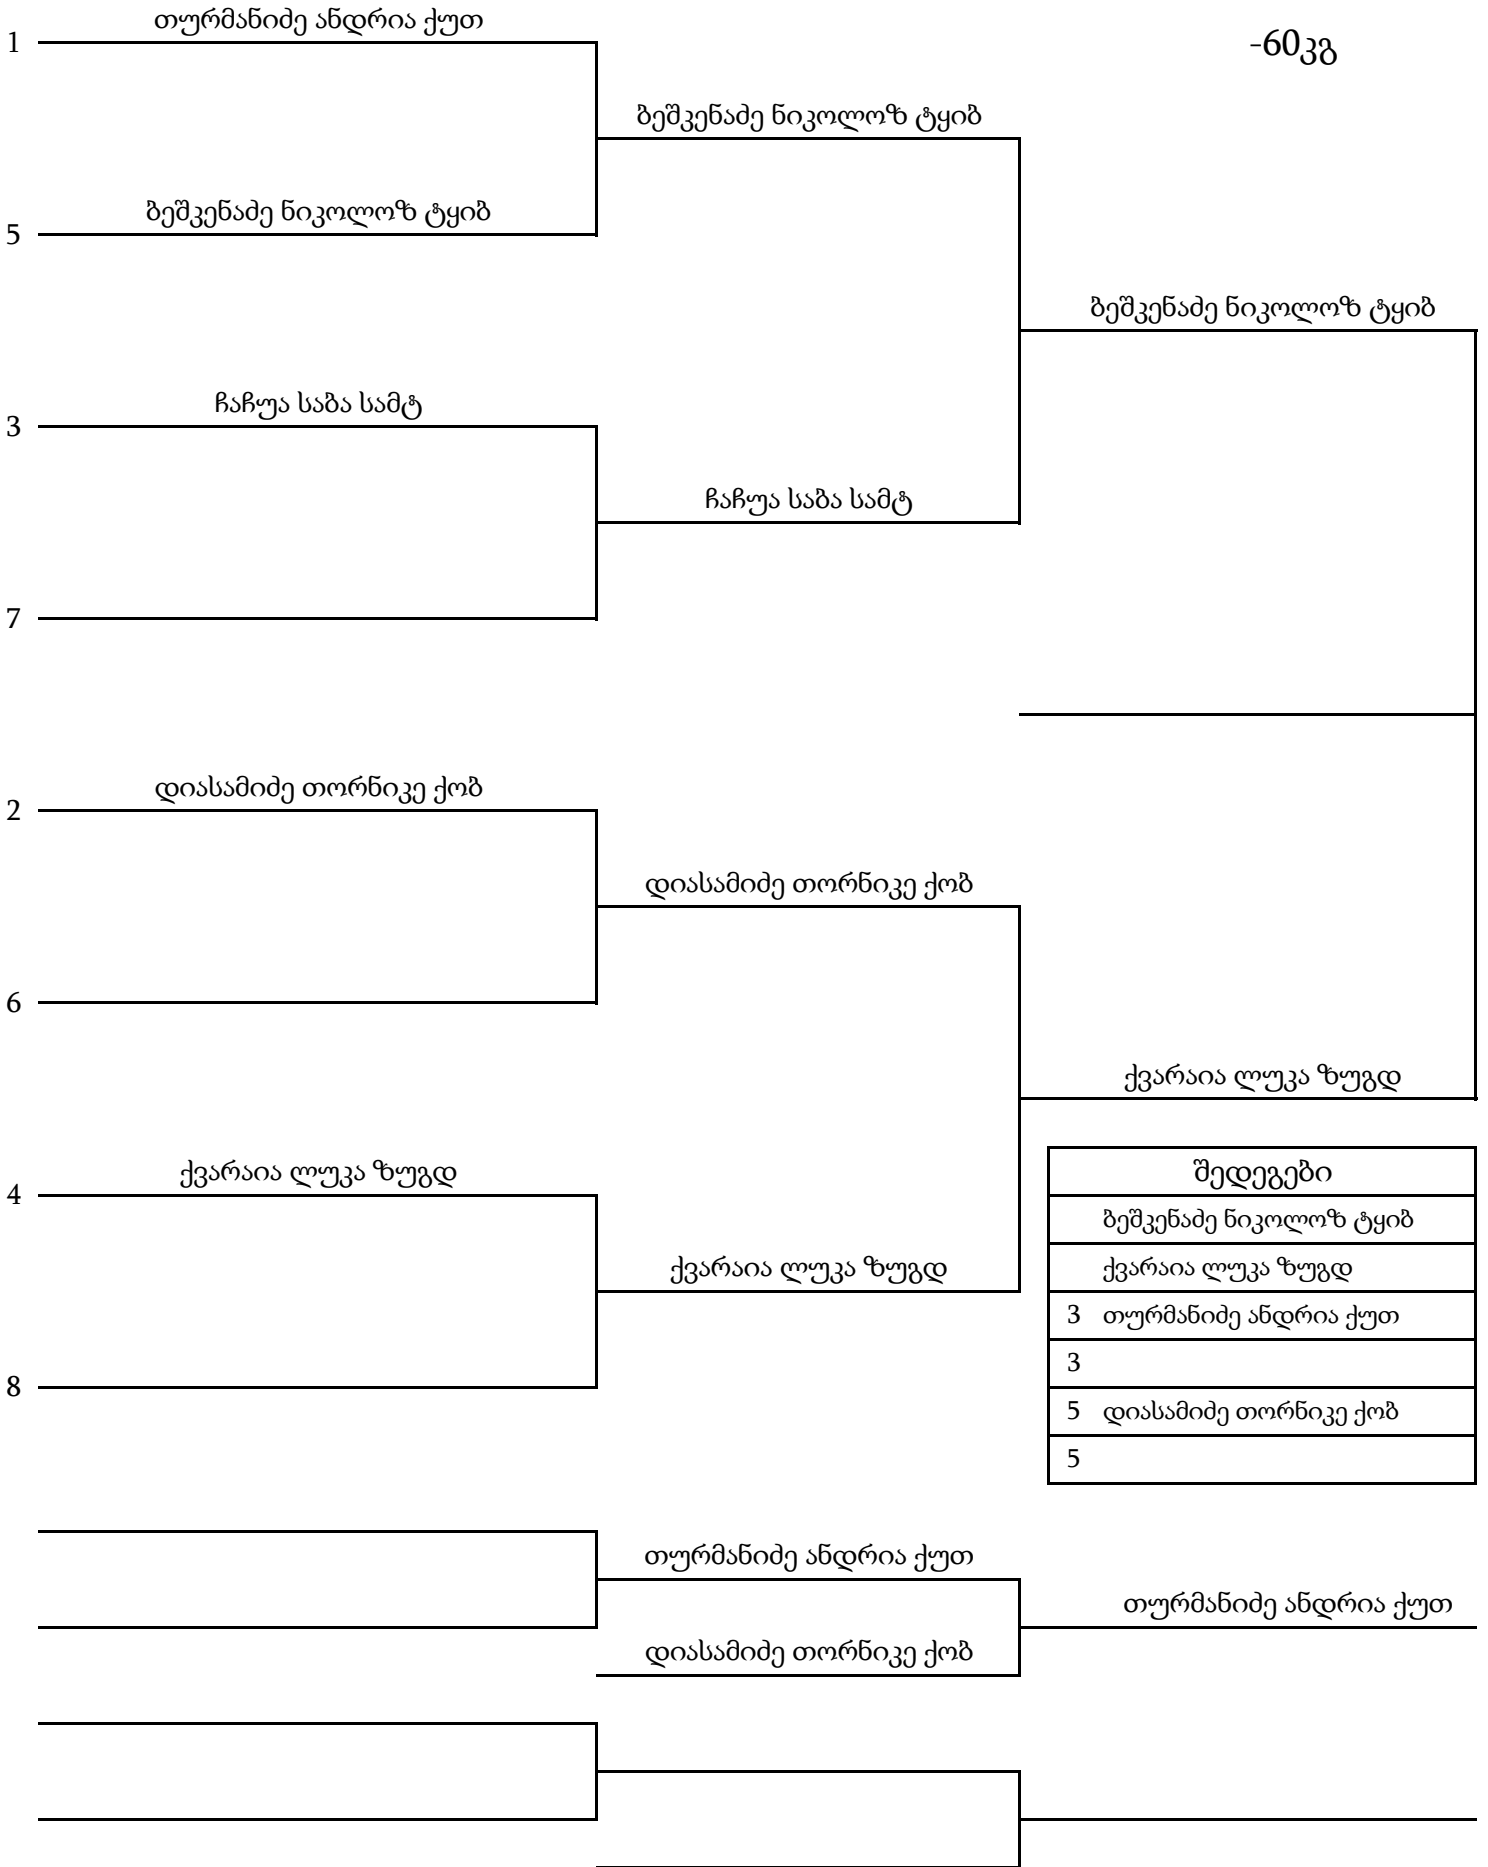 თურმანიძე ანდრია ქუთ
1
-60კგ
ბეშკენაძე ნიკოლოზ ტყიბ
ბეშკენაძე ნიკოლოზ ტყიბ
5
ბეშკენაძე ნიკოლოზ ტყიბ
ჩაჩუა საბა სამტ
3
ჩაჩუა საბა სამტ
7
დიასამიძე თორნიკე ქობ
2
დიასამიძე თორნიკე ქობ
6
ქვარაია ლუკა ზუგდ
ქვარაია ლუკა ზუგდ
4
ქვარაია ლუკა ზუგდ
8
შედეგები
ბეშკენაძე ნიკოლოზ ტყიბ
ქვარაია ლუკა ზუგდ
3 თურმანიძე ანდრია ქუთ
3
5 დიასამიძე თორნიკე ქობ
5
თურმანიძე ანდრია ქუთ
თურმანიძე ანდრია ქუთ
დიასამიძე თორნიკე ქობ